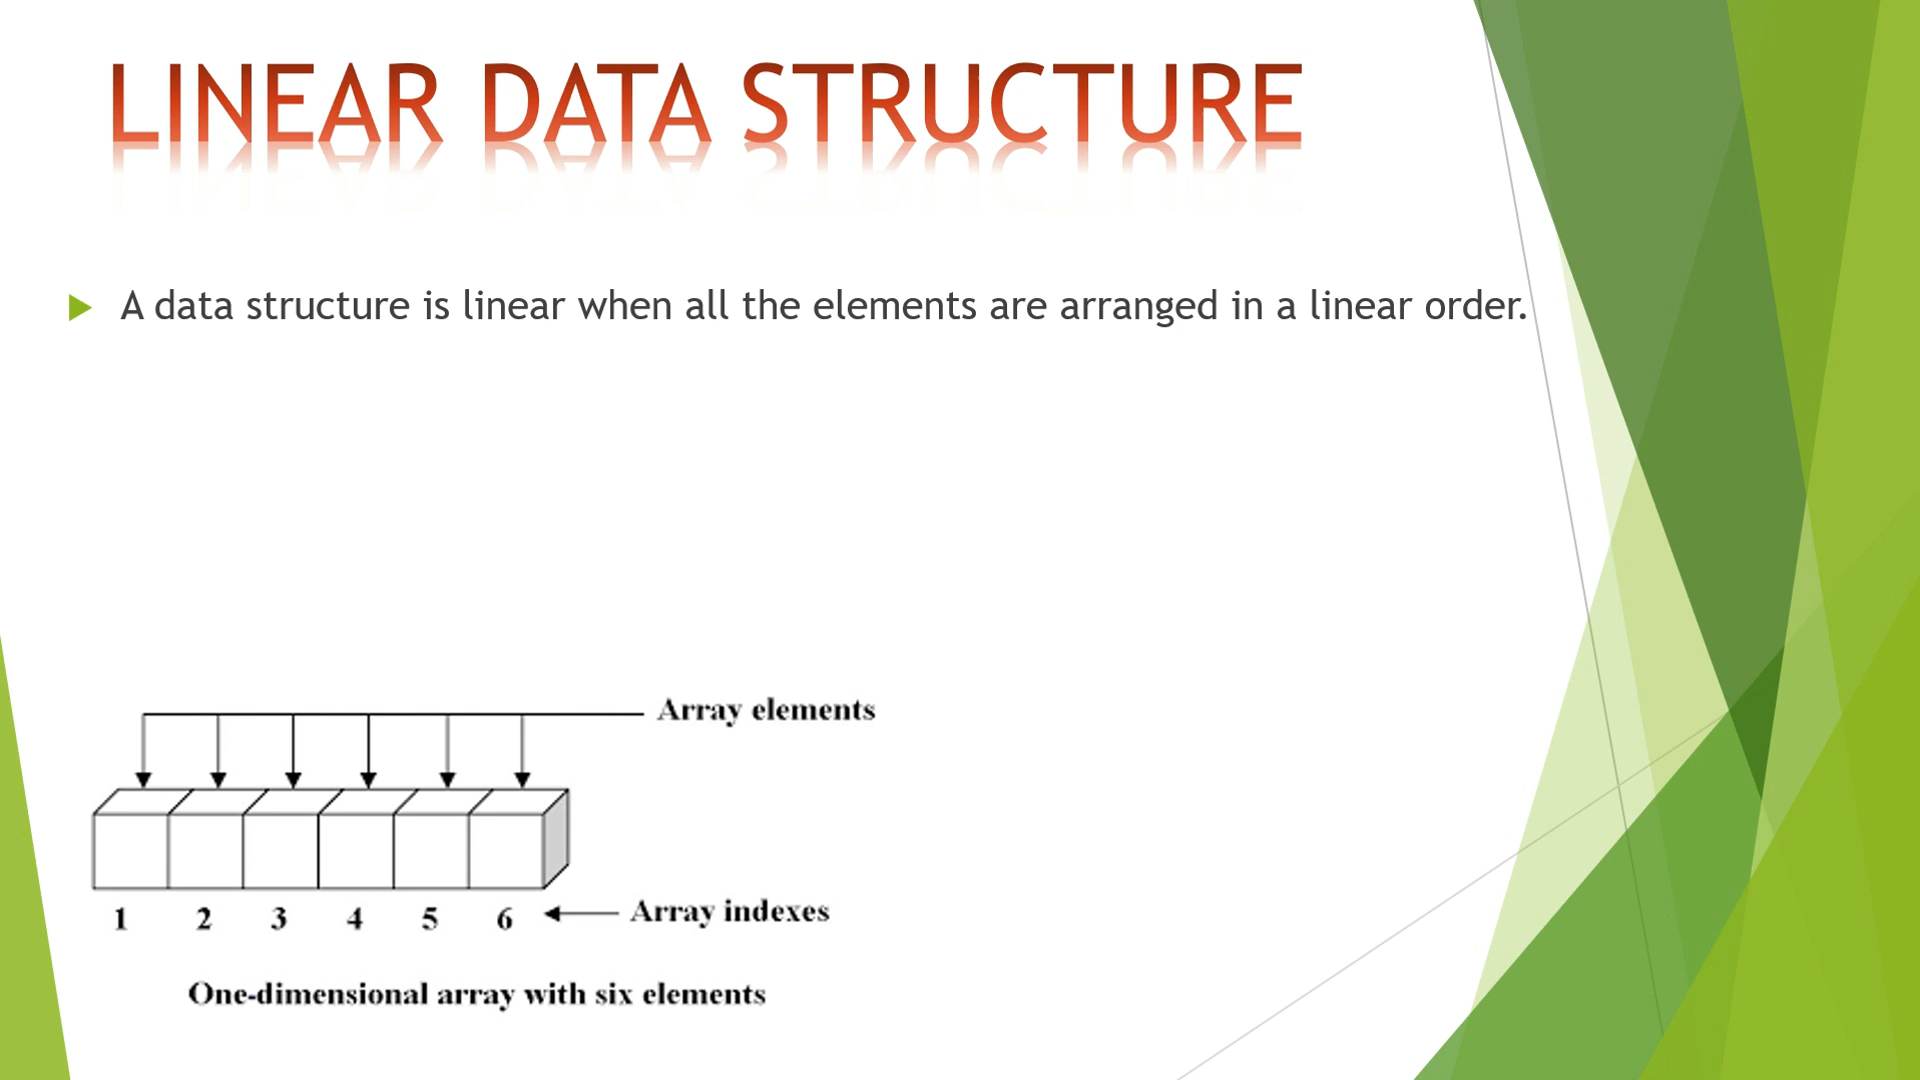 LINEAR DATA STRUCTURE
A data structure is linear when all the elements are arranged in a linear order.
Array elements
1 2 3 4 5 6 Array indexes
One-dimensional array with six elements